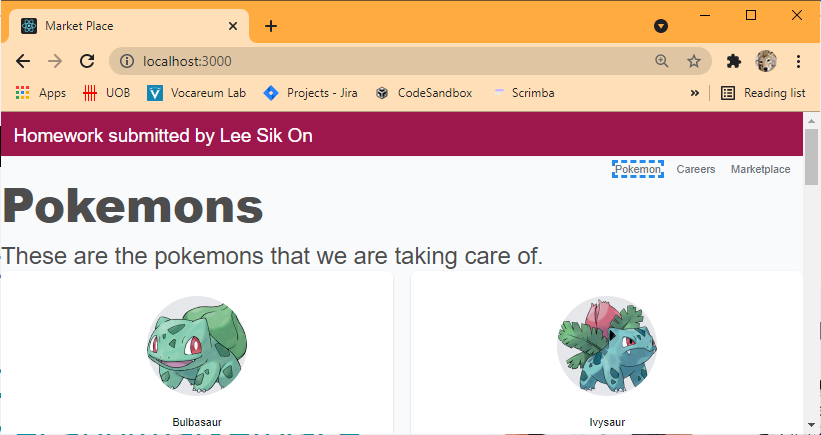 Market Place
localhost:3000
Apps UOB Vocareum Lab Projects - Jira CodeSandbox Scrimba » Reading list
Homework submitted by Lee Sik On
Pokemon Careers Marketplace
Pokemons
These are the pokemons that we are taking care of.
Bulbasaur Ivysaur